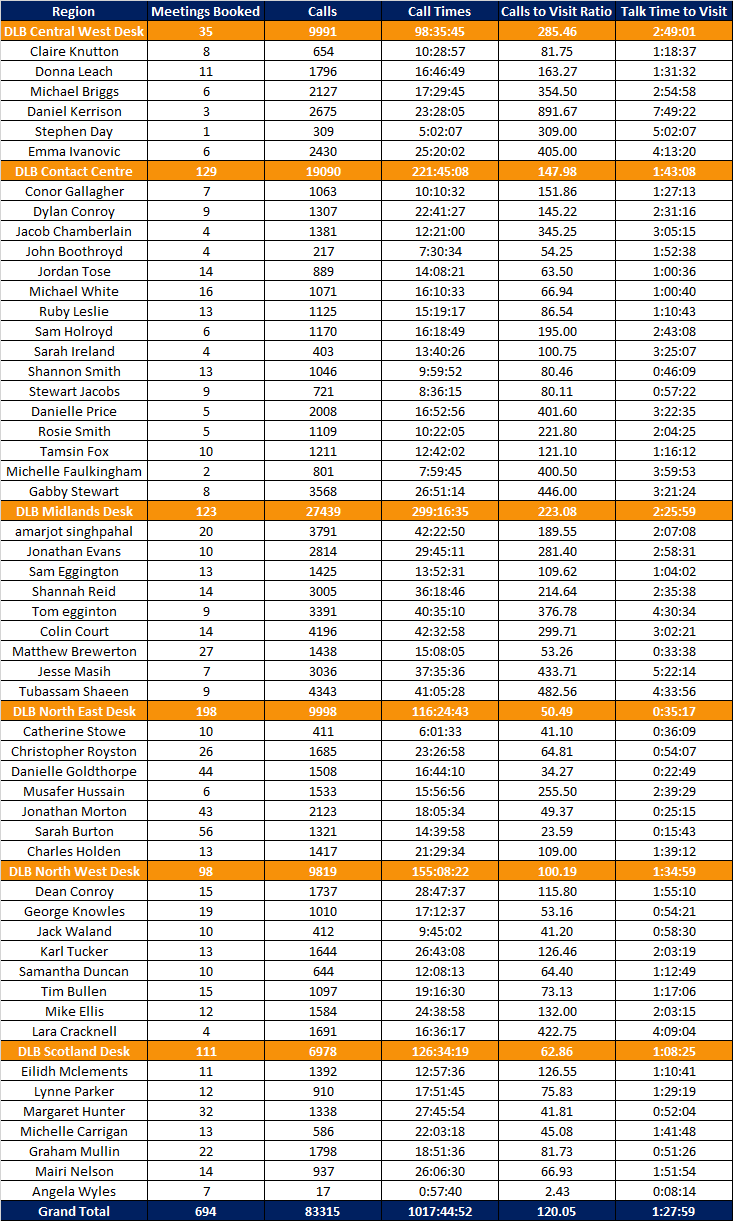 Region Meetings Booked Calls Call Times Calls to Visit Ratio Talk Time to Visit
DLB Central West Desk 35 9991 98:35:45 285.46 2:49:01
Claire Knutton 8 654 10:28:57 81.75 1:18:37
Donna Leach 11 1796 16:46:49 163.27 1:31:32
Michael Briggs 6 2127 17:29:45 354.50 2:54:58
Daniel Kerrison 3 2675 23:28:05 891.67 7:49:22
Stephen Day 1 309 5:02:07 309.00 5:02:07
Emma Ivanovic 6 2430 25:20:02 405.00 4:13:20
DLB Contact Centre 129 19090 221:45:08 147.98 1:43:08
Conor Gallagher 7 1063 10:10:32 151.86 1:27:13
Dylan Conroy 9 1307 22:41:27 145.22 2:31:16
Jacob Chamberlain 4 1381 12:21:00 345.25 3:05:15
John Boothroyd 4 217 7:30:34 54.25 1:52:38
Jordan Tose 14 889 14:08:21 63.50 1:00:36
Michael White 16 1071 16:10:33 66.94 1:00:40
Ruby Leslie 13 1125 15:19:17 86.54 1:10:43
Sam Holroyd 6 1170 16:18:49 195.00 2:43:08
Sarah Ireland 4 403 13:40:26 100.75 3:25:07
Shannon Smith 13 1046 9:59:52 80.46 0:46:09
Stewart Jacobs 9 721 8:36:15 80.11 0:57:22
Danielle Price 5 2008 16:52:56 401.60 3:22:35
Rosie Smith 5 1109 10:22:05 221.80 2:04:25
Tamsin Fox 10 1211 12:42:02 121.10 1:16:12
Michelle Faulkingham 2 801 7:59:45 400.50 3:59:53
Gabby Stewart 8 3568 26:51:14 446.00 3:21:24
DLB Midlands Desk 123 27439 299:16:35 223.08 2:25:59
amarjot singhpahal 20 3791 42:22:50 189.55 2:07:08
Jonathan Evans 10 2814 29:45:11 281.40 2:58:31
Sam Eggington 13 1425 13:52:31 109.62 1:04:02
Shannah Reid 14 3005 36:18:46 214.64 2:35:38
Tom egginton 9 3391 40:35:10 376.78 4:30:34
Colin Court 14 4196 42:32:58 299.71 3:02:21
Matthew Brewerton 27 1438 15:08:05 53.26 0:33:38
Jesse Masih 7 3036 37:35:36 433.71 5:22:14
Tubassam Shaeen 9 4343 41:05:28 482.56 4:33:56
DLB North East Desk 198 9998 116:24:43 50.49 0:35:17
Catherine Stowe 10 411 6:01:33 41.10 0:36:09
Christopher Royston 26 1685 23:26:58 64.81 0:54:07
Danielle Goldthorpe 44 1508 16:44:10 34.27 0:22:49
Musafer Hussain 6 1533 15:56:56 255.50 2:39:29
Jonathan Morton 43 2123 18:05:34 49.37 0:25:15
Sarah Burton 56 1321 14:39:58 23.59 0:15:43
Charles Holden 13 1417 21:29:34 109.00 1:39:12
DLB North West Desk 98 9819 155:08:22 100.19 1:34:59
Dean Conroy 15 1737 28:47:37 115.80 1:55:10
George Knowles 19 1010 17:12:37 53.16 0:54:21
Jack Waland 10 412 9:45:02 41.20 0:58:30
Karl Tucker 13 1644 26:43:08 126.46 2:03:19
Samantha Duncan 10 644 12:08:13 64.40 1:12:49
Tim Bullen 15 1097 19:16:30 73.13 1:17:06
Mike Ellis 12 1584 24:38:58 132.00 2:03:15
Lara Cracknell 4 1691 16:36:17 422.75 4:09:04
DLB Scotland Desk 111 6978 126:34:19 62.86 1:08:25
Eilidh Mclements 11 1392 12:57:36 126.55 1:10:41
Lynne Parker 12 910 17:51:45 75.83 1:29:19
Margaret Hunter 32 1338 27:45:54 41.81 0:52:04
Michelle Carrigan 13 586 22:03:18 45.08 1:41:48
Graham Mullin 22 1798 18:51:36 81.73 0:51:26
Mairi Nelson 14 937 26:06:30 66.93 1:51:54
Angela Wyles 7 17 0:57:40 2.43 0:08:14
Grand Total 694 83315 1017:44:52 120.05 1:27:59